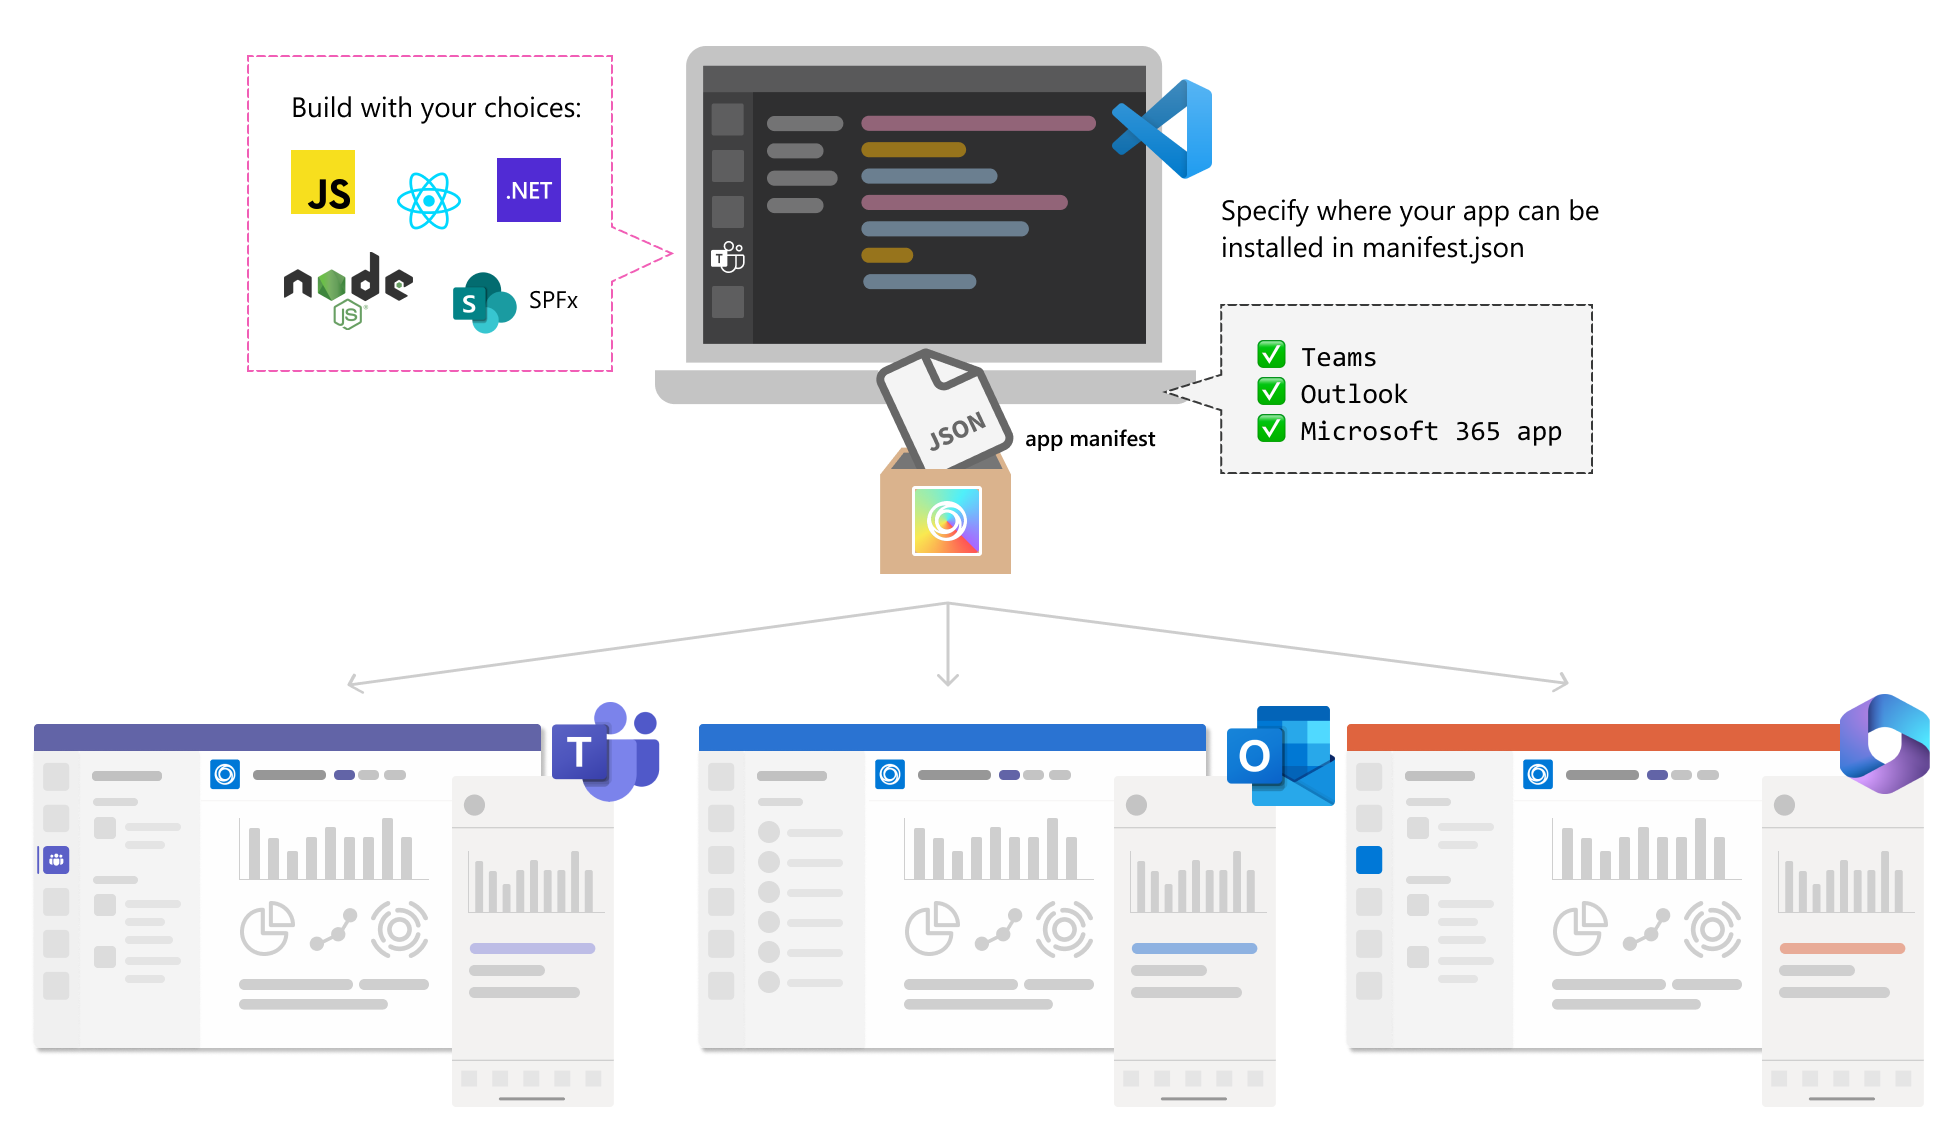 Build with your choices:
JS
.NET
node
JS
S
SPFx
T
Specify where your app can be
installed in manifest.json
✅ Teams
✅ Outlook
✅ Microsoft 365 app
JSON
app manifest
T
O